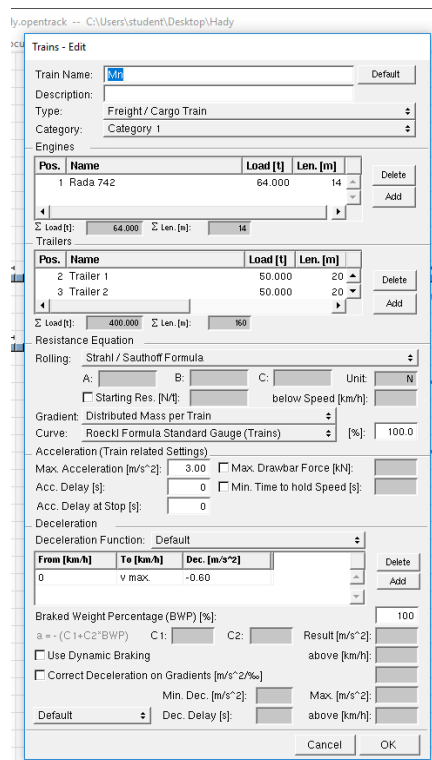 ly.opentrack -- C:\Users\student\Desktop\Hady
Trains - Edit
Train Name: Mn Default
Description:
Type: Freight / Cargo Train
Category: Category 1
Engines
Pos. Name Load [t] Len. [m]
1 Rada 742 64.000 14
Delete
Add
Σ Load[t]: 64.000 Σ Len.[m]: 14
Trailers
Pos. Name Load [t] Len. [m]
2 Trailer 1 50.000 20
3 Trailer 2 50.000 20
Delete
Add
Σ Load[t]: 400.000 Σ Len.[m]: 160
Resistance Equation
Rolling: Strahl / Sauthoff Formula
A: B: C: Unit: N
Starting Res. [N/t]: below Speed [km/h]:
Gradient: Distributed Mass per Train
Curve: Roeckl Formula Standard Gauge (Trains) [%]: 100.0
Acceleration (Train related Settings)
Max. Acceleration [m/s^2]: 3.00 Max. Drawbar Force [kN]:
Acc. Delay [s]: 0 Min. Time to hold Speed [s]:
Acc. Delay at Stop [s]: 0
Deceleration
Deceleration Function: Default
From [km/h] To [km/h] Dec. [m/s^2]
0 v max. -0.60
Delete
Add
Braked Weight Percentage (BWP) [%]: 100
a = - (C1+C2*BWP) C1: C2: Result [m/s^2]:
Use Dynamic Braking above [km/h]:
Correct Deceleration on Gradients [m/s^2/‰]
Min. Dec. [m/s^2]: Max. [m/s^2]:
Default Dec. Delay [s]: above [km/h]:
Cancel OK